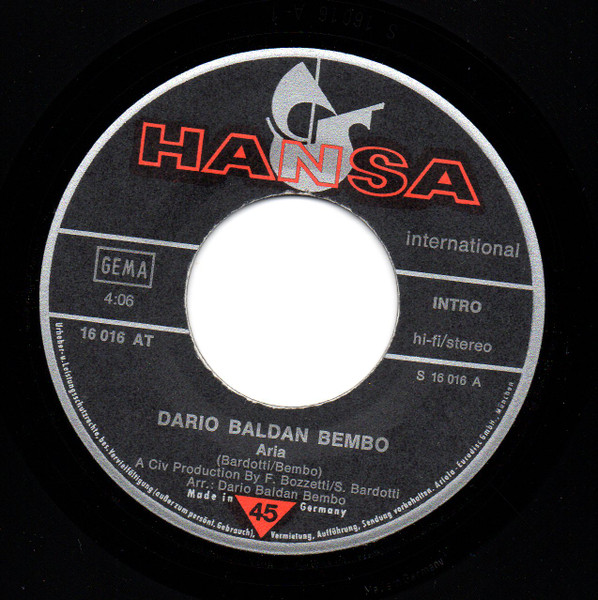 HANSA
international
GEMA
4:06
INTRO
16 016 AT
hi-fi/stereo
S 16 016 A
DARIO BALDAN BEMBO
Aria
(Bardotti/Bembo)
A Civ Production By F. Bozzetti/S. Bardotti
Arr.: Dario Baldan Bembo
Made in Germany
45
Urheber- u. Leistungsschutzrechte, bez. Vervielfältigung (außer zum persönl. Gebrauch), Vermietung, Aufführung, Sendung vorbehalten. Ariola-Eurodisc GmbH, München